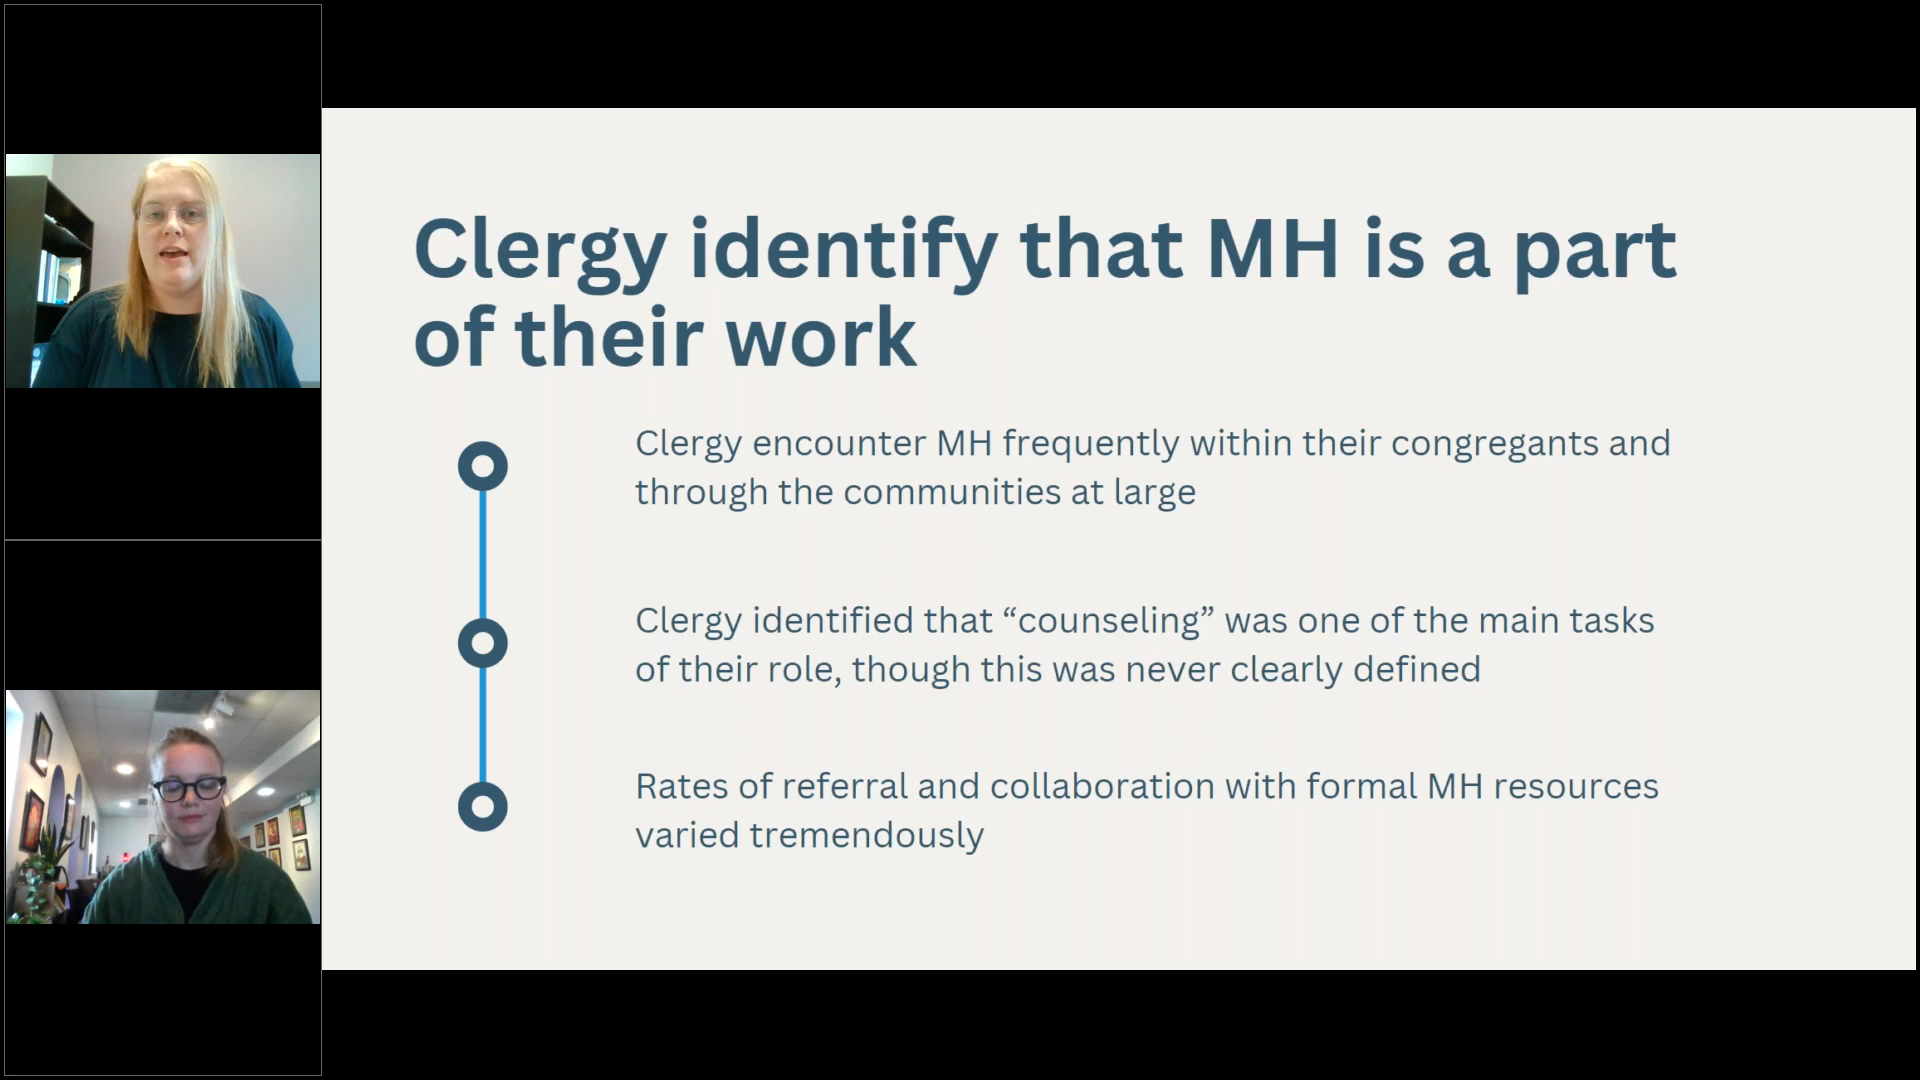 Clergy identify that MH is a part
of their work
Clergy encounter MH frequently within their congregants and
through the communities at large
Clergy identified that “counseling” was one of the main tasks
of their role, though this was never clearly defined
Rates of referral and collaboration with formal MH resources
varied tremendously